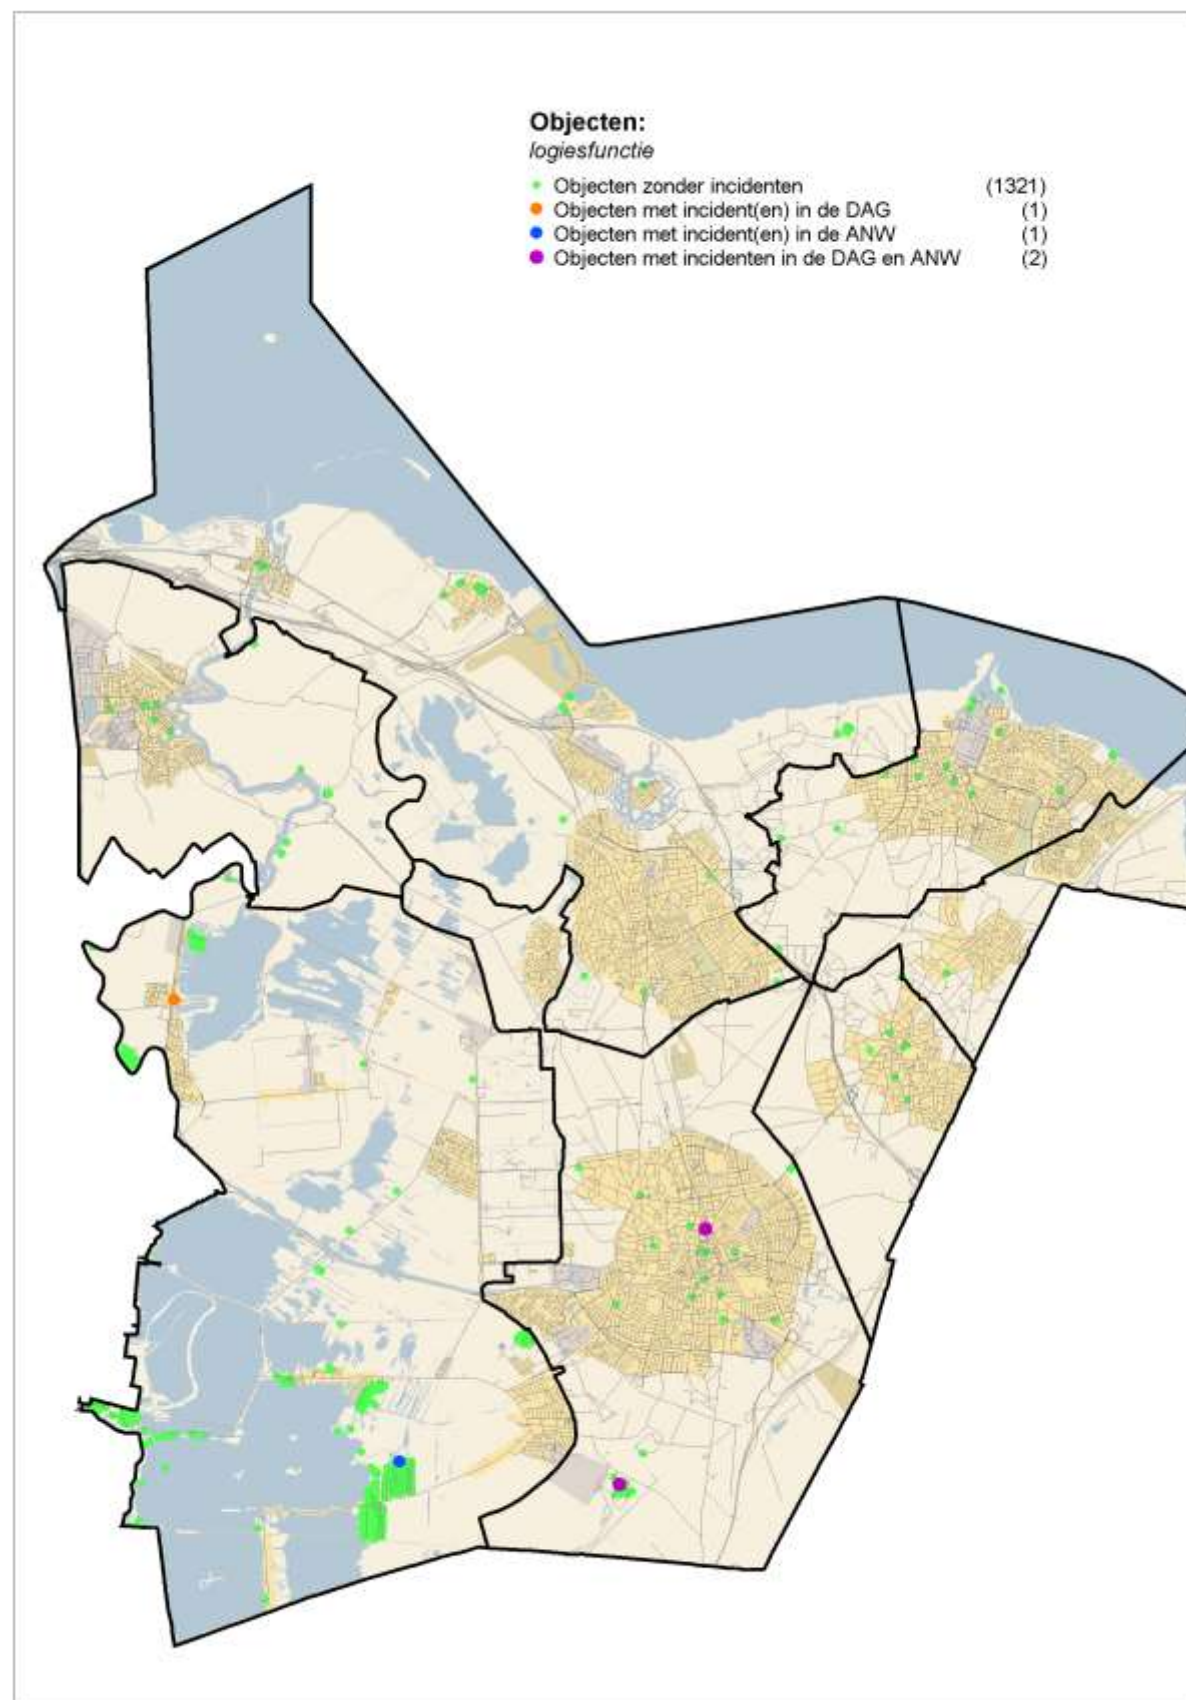 Objecten:
logiesfunctie
Objecten zonder incidenten (1321)
Objecten met incident(en) in de DAG (1)
Objecten met incident(en) in de ANW (1)
Objecten met incidenten in de DAG en ANW (2)